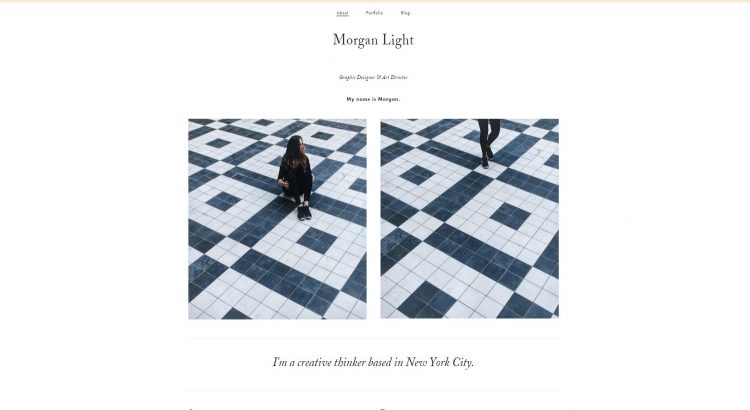 About Portfolio Blog
Morgan Light
Graphic Designer & Art Director
My name is Morgan.
I'm a creative thinker based in New York City.